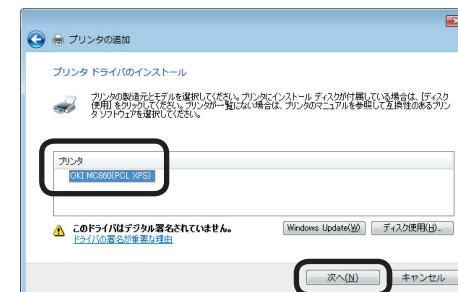 プリンタの追加
プリンタ ドライバのインストール
プリンタの製造元とモデルを選択してください。プリンタにインストール ディスクが付属している場合は、[ディスク
使用] をクリックしてください。プリンタが一覧にない場合は、プリンタのマニュアルを参照して互換性のあるプリン
タ ソフトウェアを選択してください。
プリンタ
OKI MC860(PCL XPS)
このドライバはデジタル署名されていません。
ドライバの署名が重要な理由
Windows Update(W)
ディスク使用(H)...
次へ(N)
キャンセル